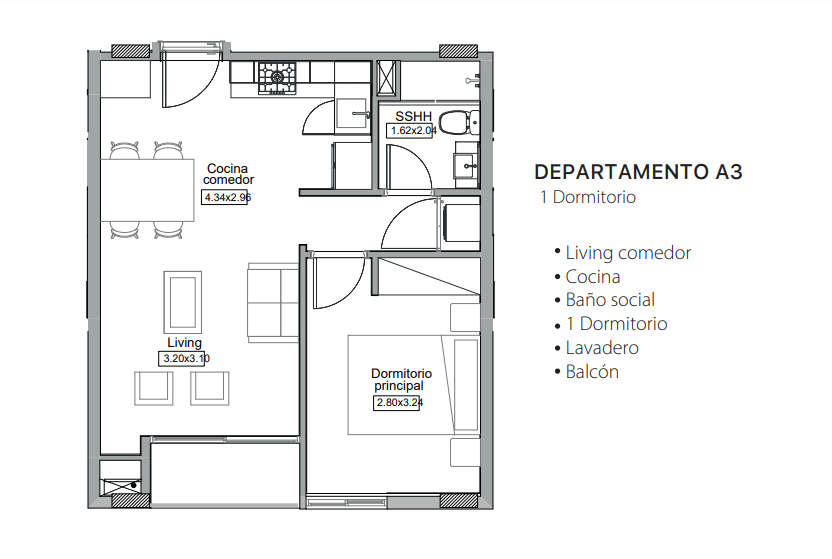 SSHH
1.62x2.04
Cocina
comedor
4.34x2.96
Living
3.20x3.10
Dormitorio
principal
2.80x3.24
DEPARTAMENTO A3
1 Dormitorio
• Living comedor
• Cocina
• Baño social
• 1 Dormitorio
• Lavadero
• Balcón